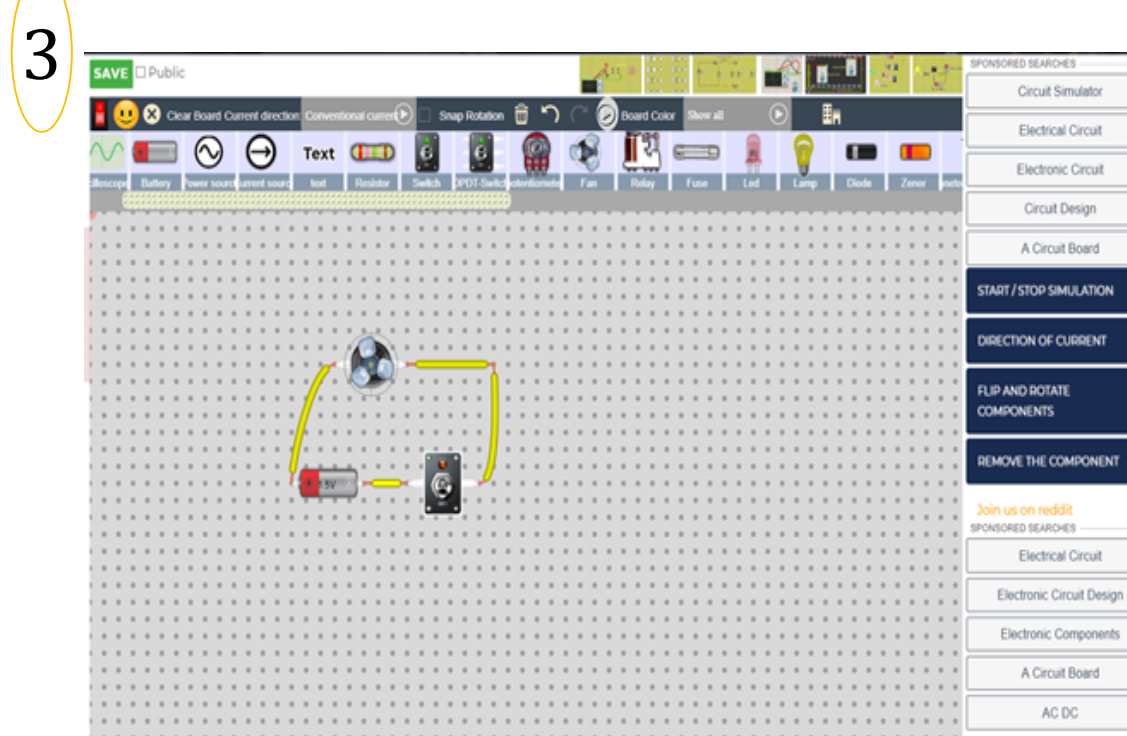 3
SAVE Public
SPONSORED SEARCHES
Circuit Simulator
Clear Board Current direction: Conventional current Snap Rotation Board Color Show all
Electrical Circuit
Text
Electronic Circuit
Battery text Resistor Switch Fan Relay Fuse Led Lamp Diode Zener
Circuit Design
A Circuit Board
START / STOP SIMULATION
DIRECTION OF CURRENT
FLIP AND ROTATE
COMPONENTS
REMOVE THE COMPONENT
Join us on reddit
SPONSORED SEARCHES
Electrical Circuit
Electronic Circuit Design
Electronic Components
A Circuit Board
AC DC